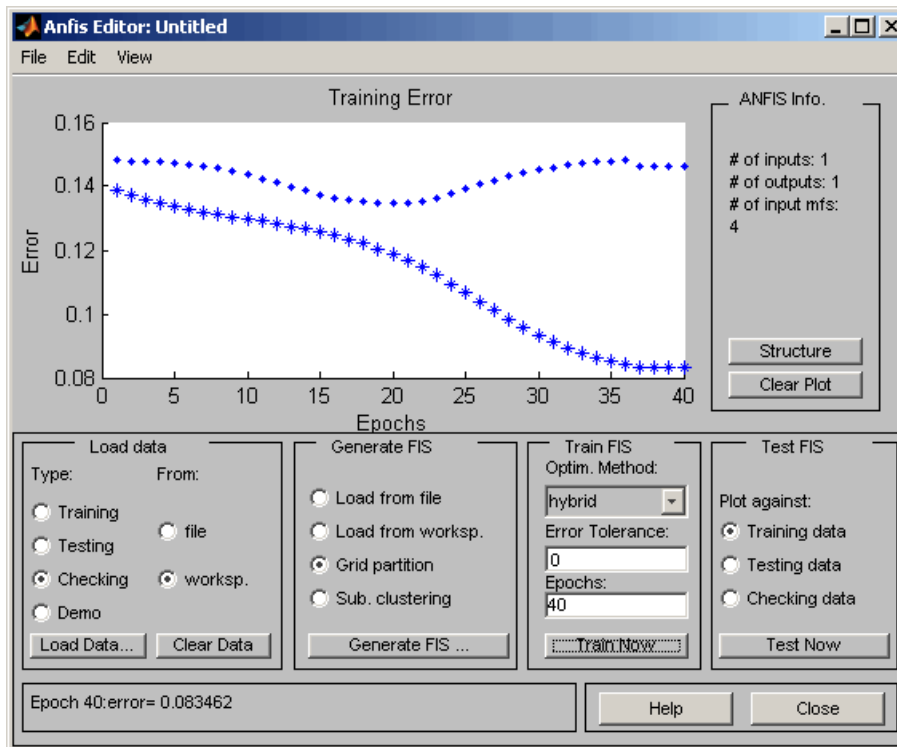 Anfis Editor: Untitled
File Edit View
Training Error
0.16
0.14
0.12
0.1
0.08
Error
0 5 10 15 20 25 30 35 40
Epochs
ANFIS Info.
# of inputs: 1
# of outputs: 1
# of input mfs:
4
Structure
Clear Plot
Load data
Type: From:
Training
Testing
Checking
Demo
file
worksp.
Load Data... Clear Data
Generate FIS
Load from file
Load from worksp.
Grid partition
Sub. clustering
Generate FIS ...
Train FIS
Optim. Method:
hybrid
Error Tolerance:
0
Epochs:
40
Train Now
Test FIS
Plot against:
Training data
Testing data
Checking data
Test Now
Epoch 40:error= 0.083462
Help Close